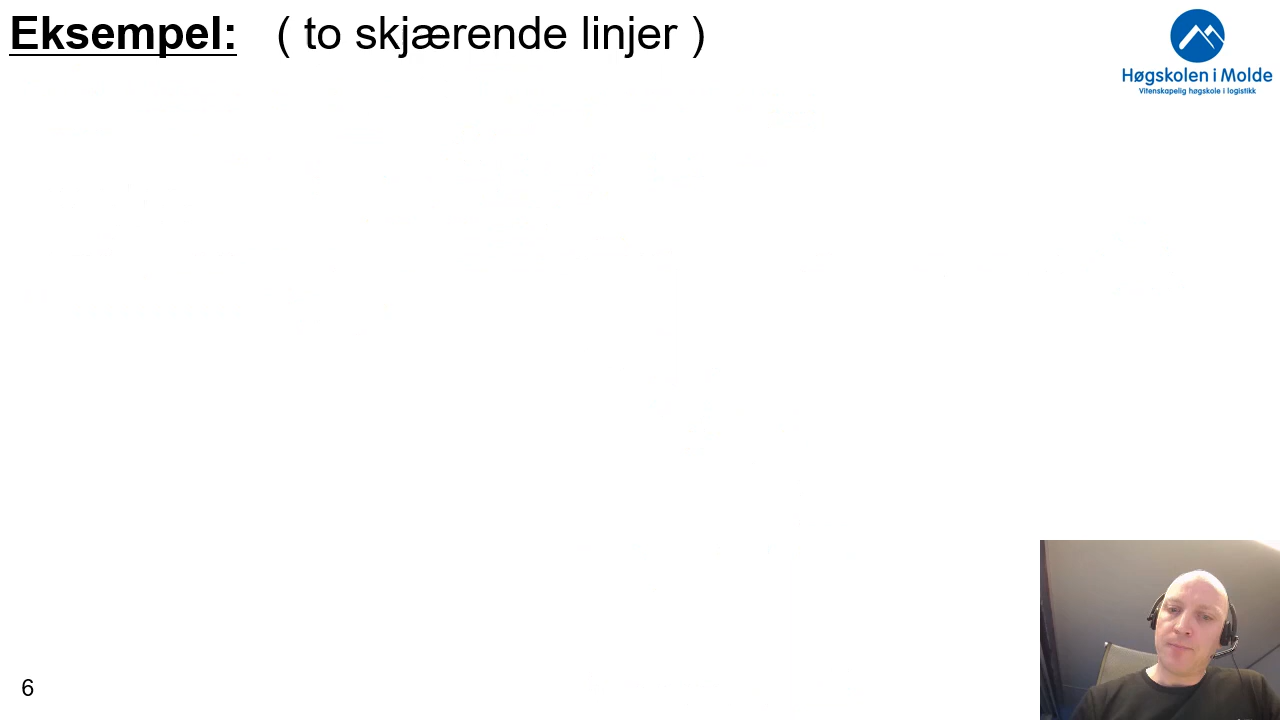 Eksempel: ( to skjærende linjer )
Høgskolen i Molde
Vitenskapelig høgskole i logistikk
6